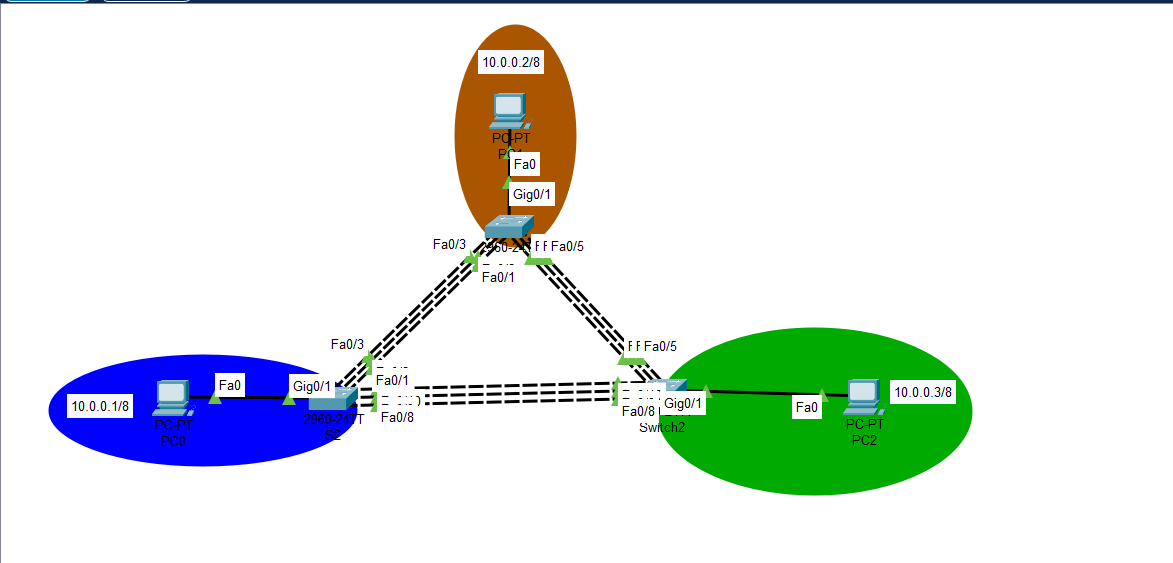 10.0.0.2/8
PC-PT
Fa0
Gig0/1
Fa0/3
Fa0/5
Fa0/1
Fa0/3
Fa0/5
Fa0/1
Fa0
Gig0/1
10.0.0.1/8
PC-PT
PC0
Fa0/8
S2
Fa0/8
Gig0/1
Switch2
Fa0
10.0.0.3/8
PC-PT
PC2